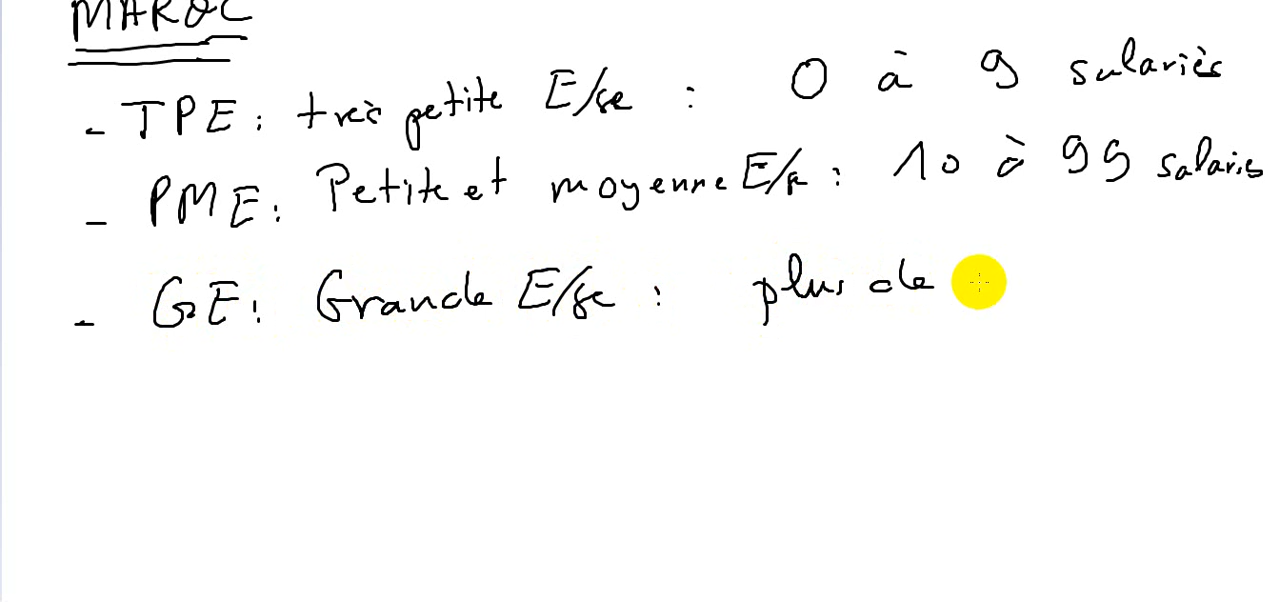 MAROC
- TPE : très petite E/se : 0 à 9 salariés
- PME : Petite et moyenne E/se : 10 à 99 salariés
- GE : Grande E/se : plus de